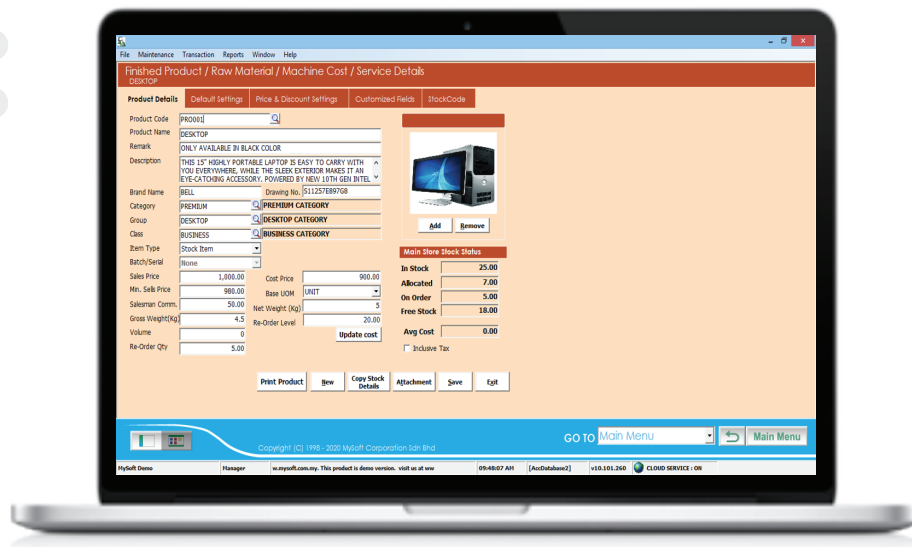 File Maintenance Transaction Reports Window Help
Finished Product / Raw Material / Machine Cost / Service Details
DESKTOP
Product Details Default Settings Price & Discount Settings Customized Fields StockCode
Product Code PRO001
Product Name DESKTOP
Remark ONLY AVAILABLE IN BLACK COLOR
Description THIS 15" HIGHLY PORTABLE LAPTOP IS EASY TO CARRY WITH
YOU EVERYWHERE, WHILE THE SLEEK EXTERIOR MAKES IT AN
EYE-CATCHING ACCESSORY. POWERED BY NEW 10TH GEN INTEL
Brand Name BELL Drawing No. S11257E897G8
Category PREMIUM PREMIUM CATEGORY
Group DESKTOP DESKTOP CATEGORY
Class BUSINESS BUSINESS CATEGORY
Add Remove
Item Type Stock Item
Batch/Serial None
Sales Price 1,000.00 Cost Price 900.00
Min. Sells Price 980.00 Base UOM UNIT
Salesman Comm. 50.00 Net Weight (Kg) 5
Gross Weight(Kg) 4.5 Re-Order Level 20.00
Volume 0 Update cost
Re-Order Qty 5.00
Main Store Stock Status
In Stock 25.00
Allocated 7.00
On Order 5.00
Free Stock 18.00
Avg Cost 0.00
Inclusive Tax
Print Product New Copy Stock Details Attachment Save Exit
Copyright (C) 1998 - 2020 MySoft Corporation Sdn Bhd
GO TO Main Menu Main Menu
MySoft Demo Manager w.mysoft.com.my. This product is demo version. visit us at ww 09:48:07 AM [AccDatabase2] v10.101.260 CLOUD SERVICE : ON